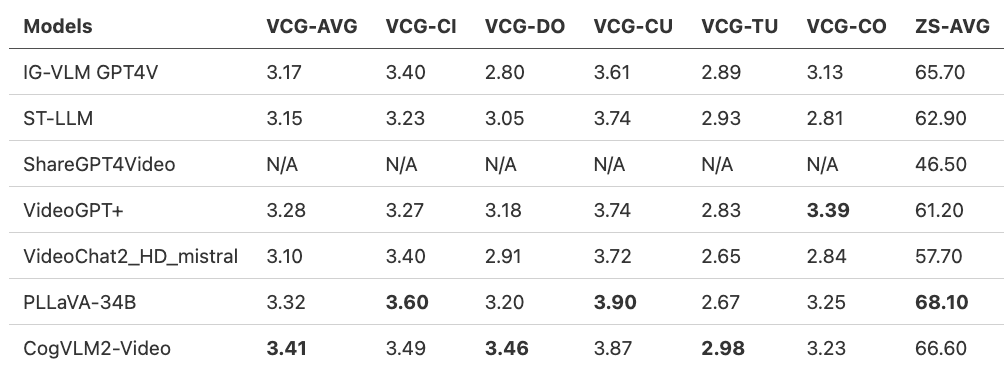 Models VCG-AVG VCG-CI VCG-DO VCG-CU VCG-TU VCG-CO ZS-AVG
IG-VLM GPT4V 3.17 3.40 2.80 3.61 2.89 3.13 65.70
ST-LLM 3.15 3.23 3.05 3.74 2.93 2.81 62.90
ShareGPT4Video N/A N/A N/A N/A N/A N/A 46.50
VideoGPT+ 3.28 3.27 3.18 3.74 2.83 3.39 61.20
VideoChat2_HD_mistral 3.10 3.40 2.91 3.72 2.65 2.84 57.70
PLLaVA-34B 3.32 3.60 3.20 3.90 2.67 3.25 68.10
CogVLM2-Video 3.41 3.49 3.46 3.87 2.98 3.23 66.60